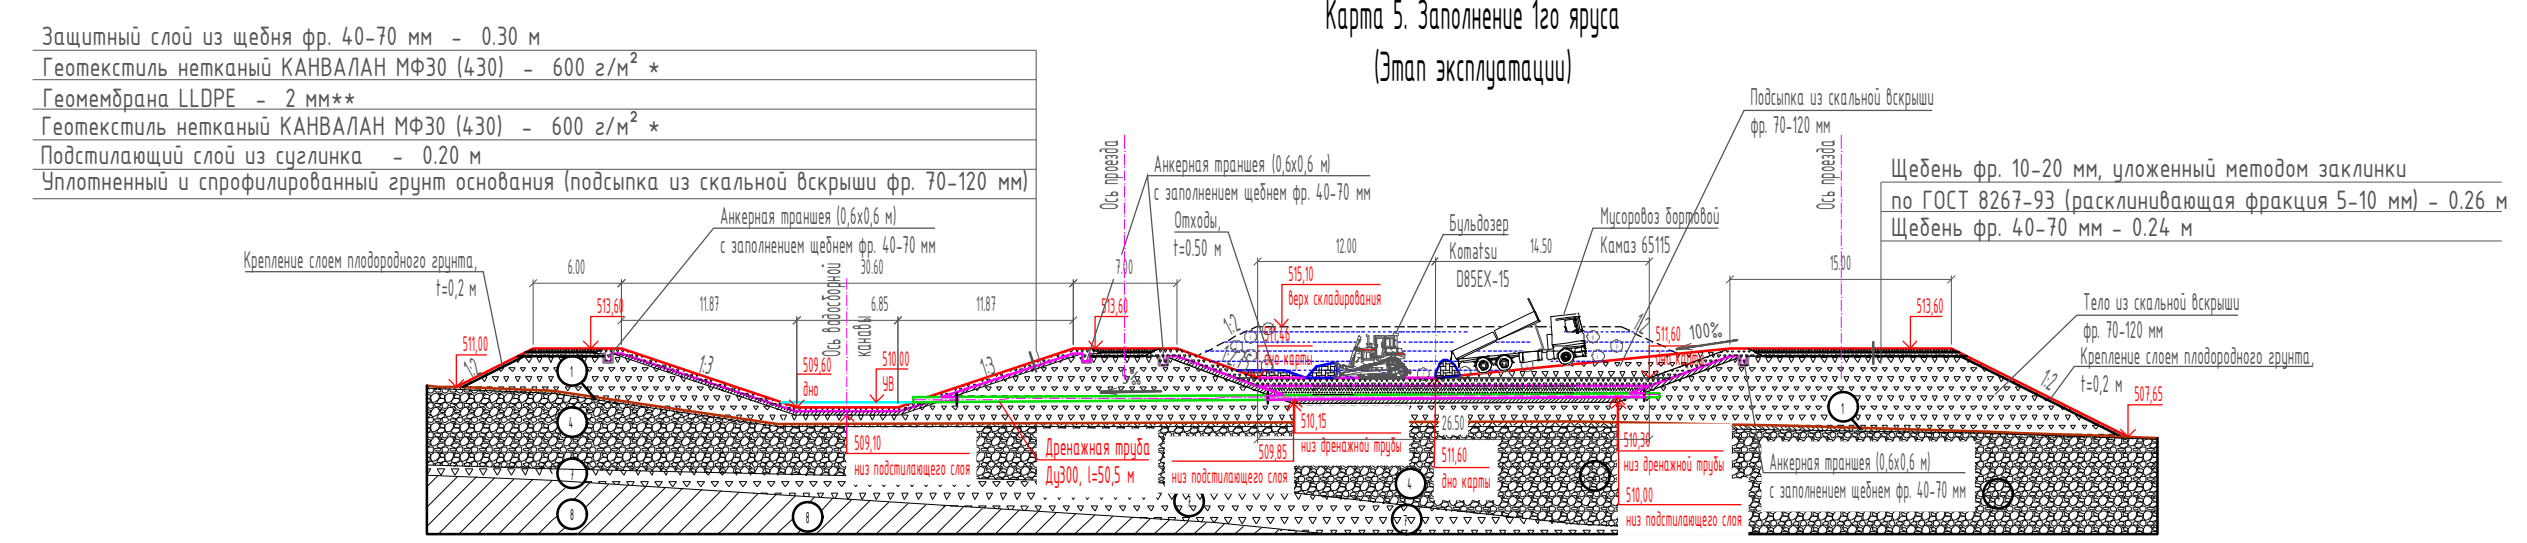 Карта 5. Заполнение 1го яруса
(Этап эксплуатации)
Защитный слой из щебня фр. 40-70 мм - 0.30 м
Геотекстиль нетканый КАНВАЛАН МФ30 (430) - 600 г/м² *
Геомембрана LLDPE - 2 мм**
Геотекстиль нетканый КАНВАЛАН МФ30 (430) - 600 г/м² *
Подстилающий слой из суглинка - 0.20 м
Уплотненный и спрофилированный грунт основания (подсыпка из скальной вскрыши фр. 70-120 мм)
Подсыпка из скальной вскрыши
фр. 70-120 мм
Ось проезда
Анкерная траншея (0,6х0,6 м)
с заполнением щебнем фр. 40-70 мм
Ось проезда
Щебень фр. 10-20 мм, уложенный методом заклинки
по ГОСТ 8267-93 (расклинивающая фракция 5-10 мм) - 0.26 м
Щебень фр. 40-70 мм - 0.24 м
Анкерная траншея (0,6х0,6 м)
с заполнением щебнем фр. 40-70 мм
Отходы,
t=0.50 м
Бульдозер
Komatsu
D85EX-15
Мусоровоз бортовой
Камаз 65115
Крепление слоем плодородного грунта,
t=0,2 м
6.00
30.60
7.00
12.00
14.50
15.00
Ось водосборной
канавы
11.87
6.85
11.87
513,60
513,60
515,10
верх складирования
513,60
Тело из скальной вскрыши
фр. 70-120 мм
Крепление слоем плодородного грунта,
t=0,2 м
511,00
1:2
1:3
509,60
дно
510,00
УВ
1:3
1:2
511,46
дно карты
1:2
511,60
дно карты
100‰
1:2
507,65
1
1
4
509,10
низ подстилающего слоя
Дренажная труба
Ду300, l=50,5 м
509,85
низ подстилающего слоя
510,15
низ дренажной трубы
26.50
511,60
дно карты
510,30
низ дренажной трубы
510,00
низ подстилающего слоя
Анкерная траншея (0,6х0,6 м)
с заполнением щебнем фр. 40-70 мм
7
4
8
8
7